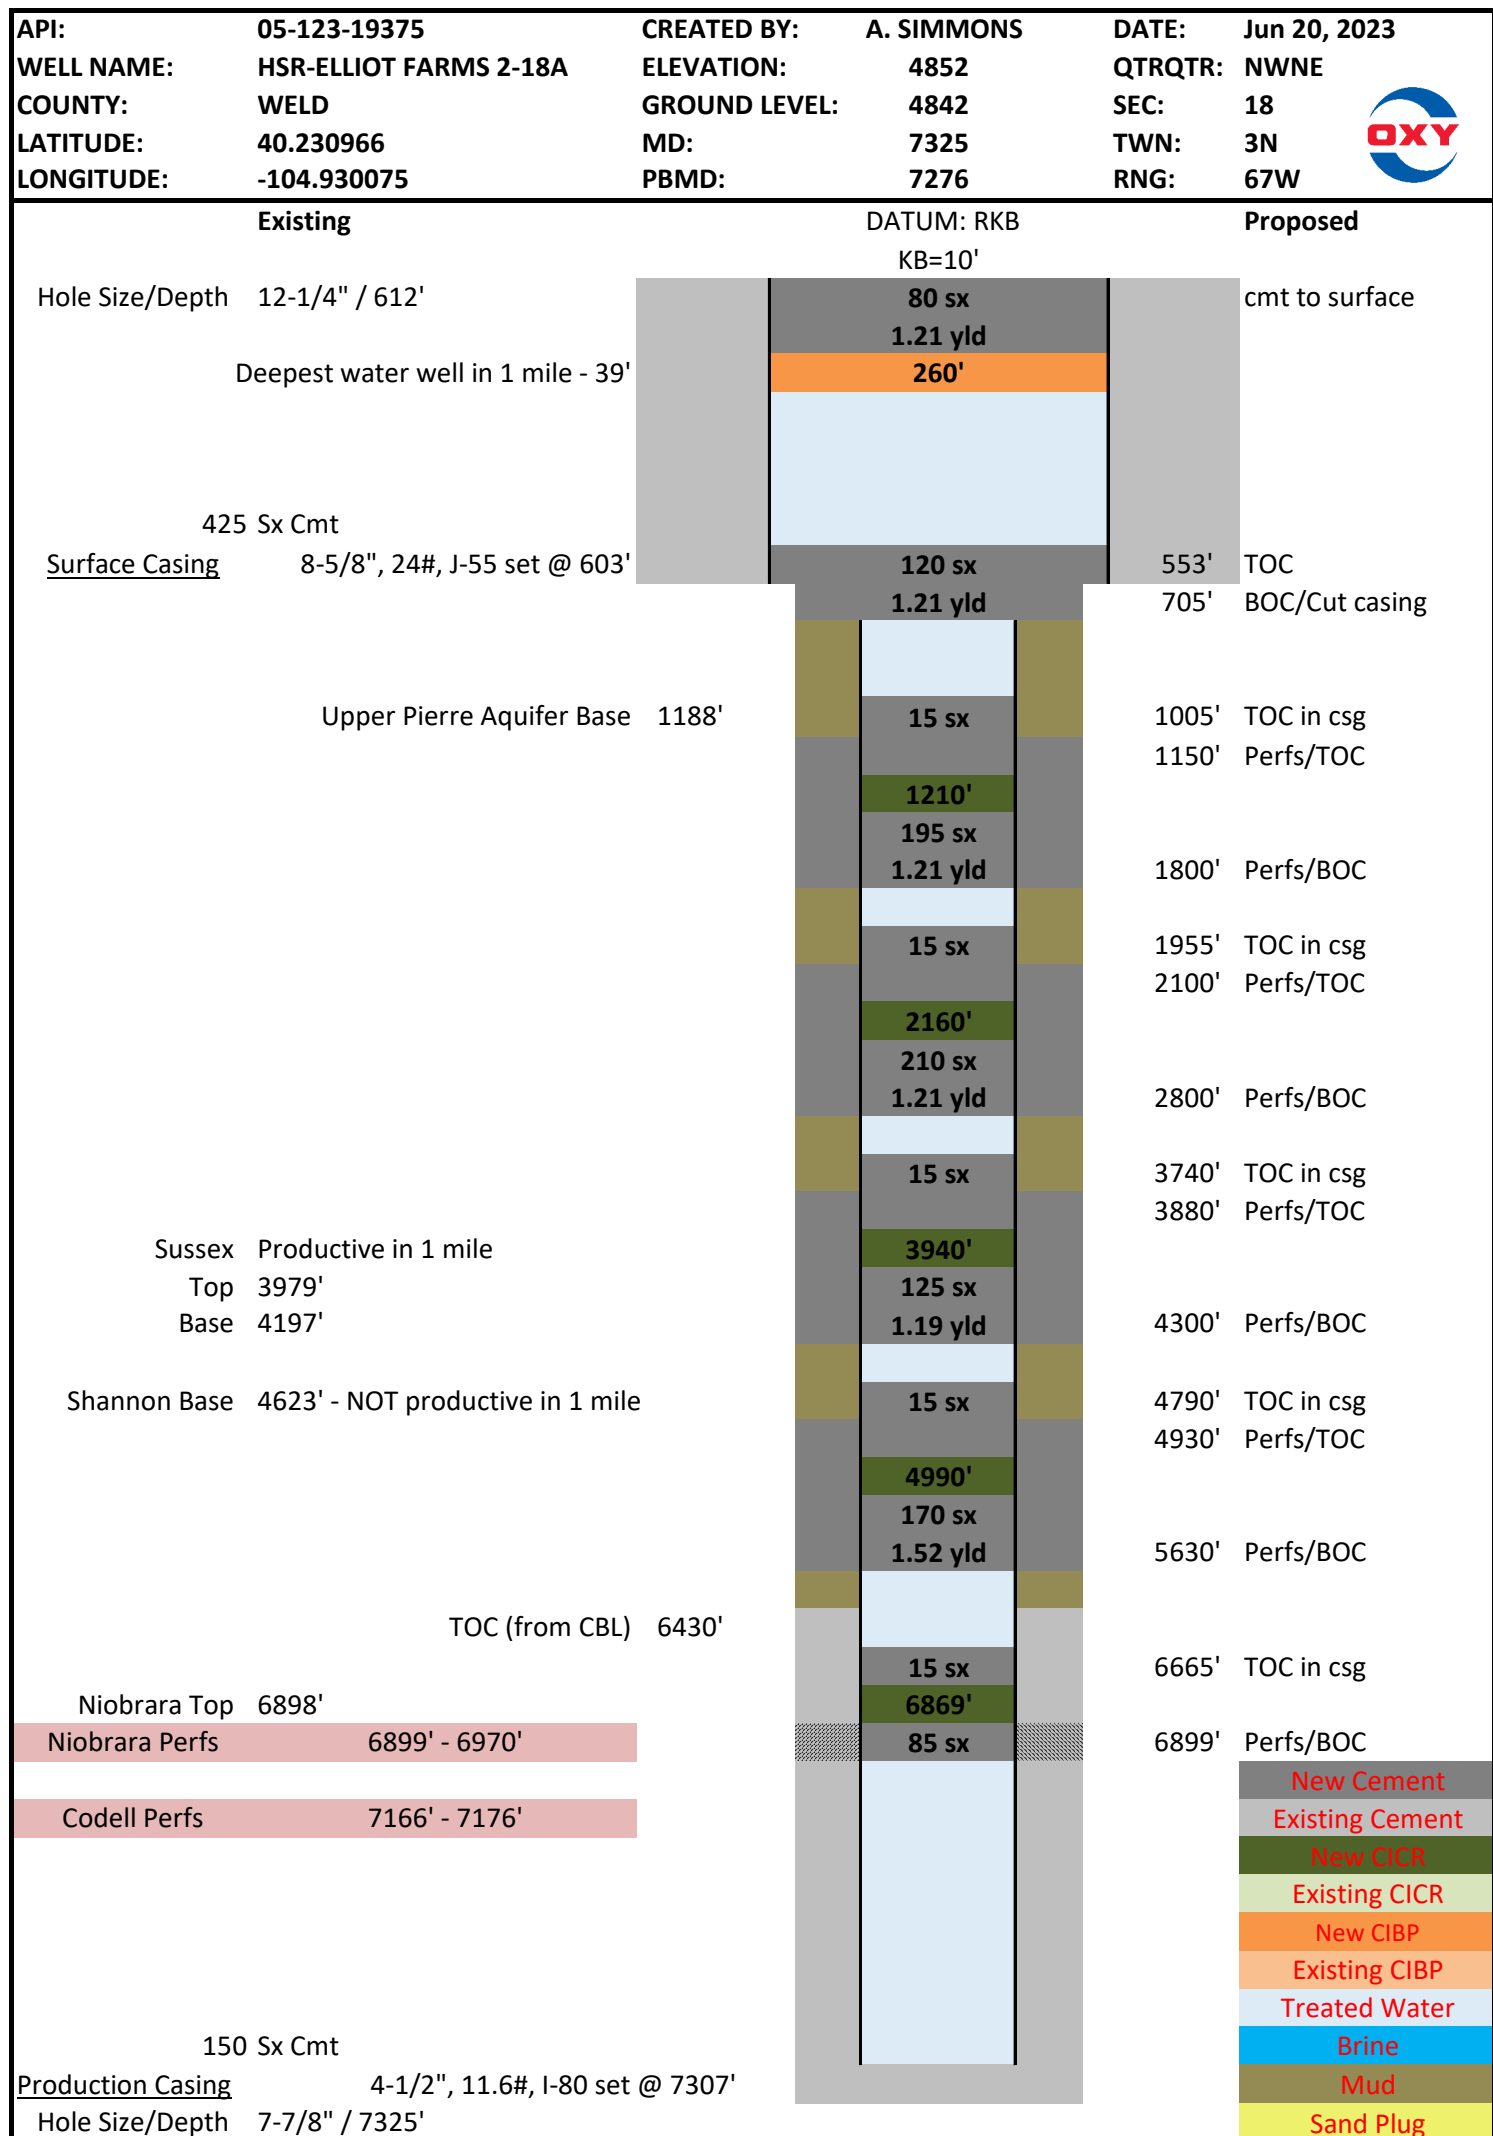 API: 05-123-19375 CREATED BY: A. SIMMONS DATE: Jun 20, 2023
WELL NAME: HSR-ELLIOT FARMS 2-18A ELEVATION: 4852 QTRQTR: NWNE
COUNTY: WELD GROUND LEVEL: 4842 SEC: 18
LATITUDE: 40.230966 MD: 7325 TWN: 3N
OXY
LONGITUDE: -104.930075 PBMD: 7276 RNG: 67W
Existing DATUM: RKB Proposed
KB=10'
Hole Size/Depth 12-1/4" / 612' 80 sx cmt to surface
1.21 yld
Deepest water well in 1 mile - 39' 260'
425 Sx Cmt
Surface Casing 8-5/8", 24#, J-55 set @ 603' 120 sx 553' TOC
1.21 yld 705' BOC/Cut casing
Upper Pierre Aquifer Base 1188' 15 sx 1005' TOC in csg
1150' Perfs/TOC
1210'
195 sx
1.21 yld 1800' Perfs/BOC
15 sx 1955' TOC in csg
2100' Perfs/TOC
2160'
210 sx
1.21 yld 2800' Perfs/BOC
15 sx 3740' TOC in csg
3880' Perfs/TOC
Sussex Productive in 1 mile 3940'
Top 3979' 125 sx
Base 4197' 1.19 yld 4300' Perfs/BOC
Shannon Base 4623' - NOT productive in 1 mile 15 sx 4790' TOC in csg
4930' Perfs/TOC
4990'
170 sx
1.52 yld 5630' Perfs/BOC
TOC (from CBL) 6430'
15 sx 6665' TOC in csg
Niobrara Top 6898' 6869'
Niobrara Perfs 6899' - 6970' 85 sx 6899' Perfs/BOC
New Cement
Codell Perfs 7166' - 7176' Existing Cement
New CICR
Existing CICR
New CIBP
Existing CIBP
Treated Water
150 Sx Cmt Brine
Production Casing 4-1/2", 11.6#, I-80 set @ 7307' Mud
Hole Size/Depth 7-7/8" / 7325' Sand Plug